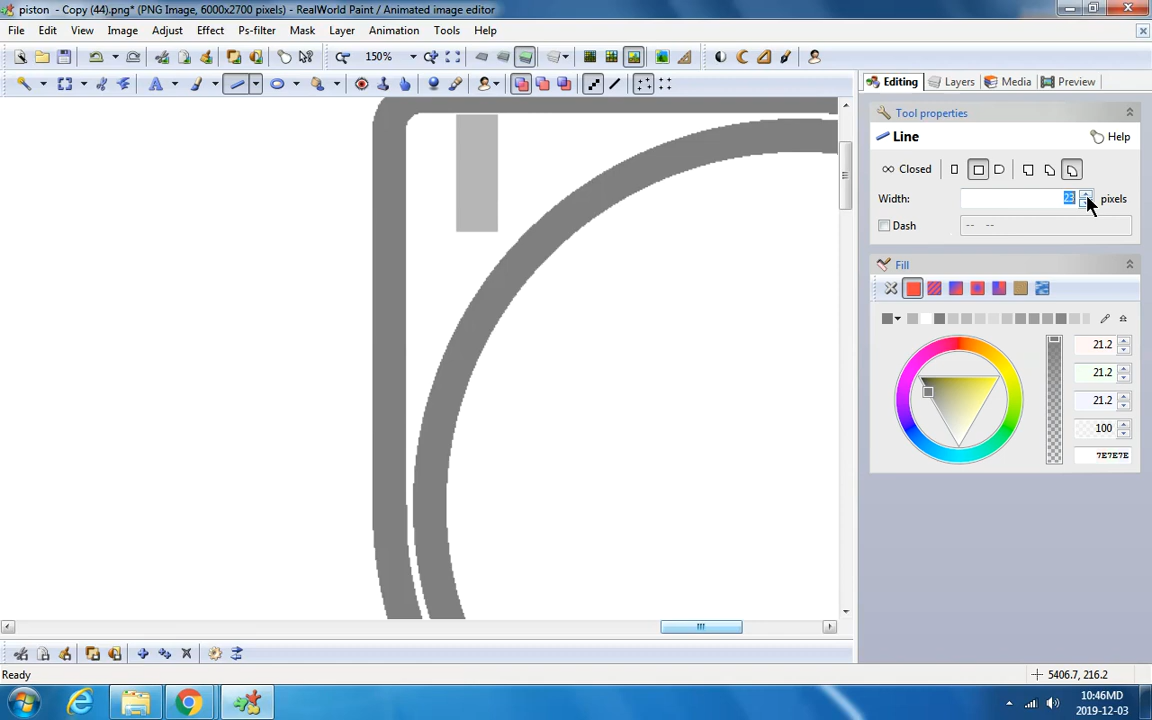 piston - Copy (44).png* (PNG Image, 6000x2700 pixels) - RealWorld Paint / Animated image editor
File Edit View Image Adjust Effect Ps-filter Mask Layer Animation Tools Help
150%
Editing Layers Media Preview
Tool properties
Line Help
Closed
Width: 23 pixels
Dash -- --
Fill
21.2
21.2
21.2
100
7E7E7E
Ready 5406.7, 216.2
10:46MD
2019-12-03